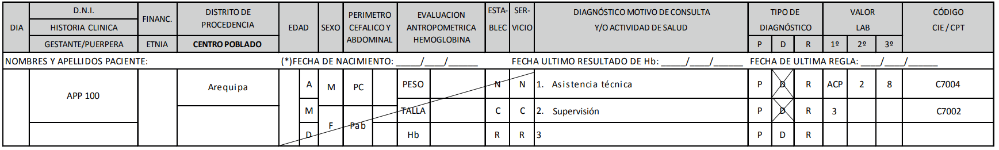 DIA D.N.I. HISTORIA CLINICA GESTANTE/PUERPERA FINANC. ETNIA DISTRITO DE PROCEDENCIA CENTRO POBLADO EDAD SEXO PERIMETRO CEFALICO Y ABDOMINAL EVALUACION ANTROPOMETRICA HEMOGLOBINA ESTA-BLEC SER-VICIO DIAGNÓSTICO MOTIVO DE CONSULTA Y/O ACTIVIDAD DE SALUD TIPO DE DIAGNÓSTICO P D R VALOR LAB 1º 2º 3º CÓDIGO CIE / CPT
NOMBRES Y APELLIDOS PACIENTE: (*)FECHA DE NACIMIENTO: _____/____/______ FECHA ULTIMO RESULTADO DE Hb: _____/____/______ FECHA DE ULTIMA REGLA: ____/____/______
APP 100 Arequipa A M PC PESO N N 1. Asistencia técnica P D R ACP 2 8 C7004
M F Pab TALLA C C 2. Supervisión P D R 3 C7002
D Hb R R 3 P D R